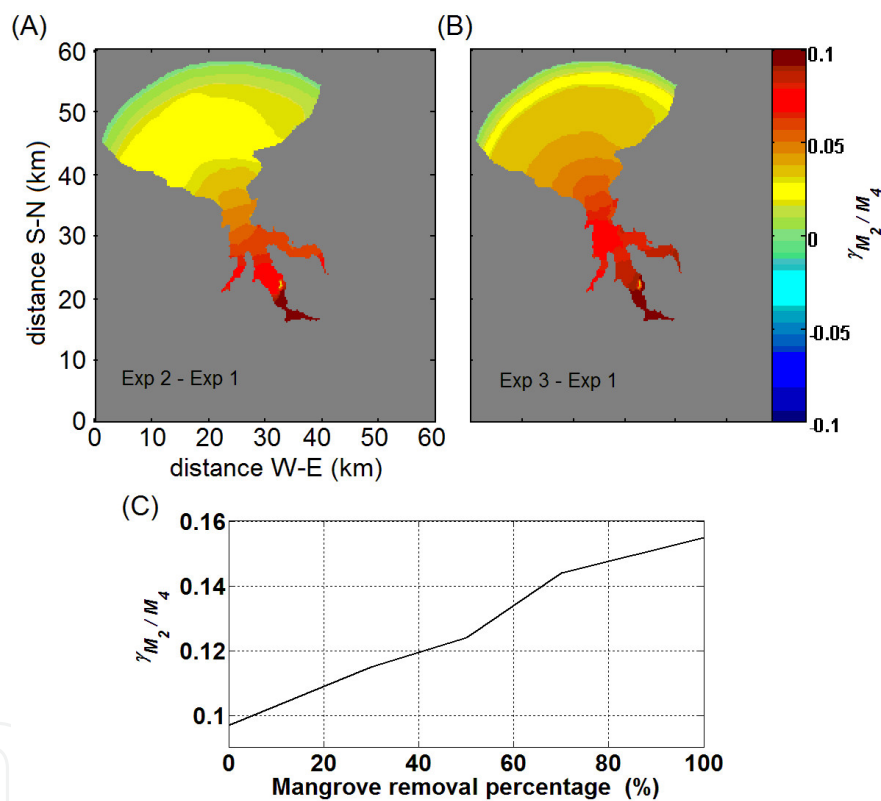 (A)
(B)
60
50
40
30
20
10
0
distance S-N (km)
Exp 2 - Exp 1
Exp 3 - Exp 1
0 10 20 30 40 50 60
distance W-E (km)
0.1
0.05
0
-0.05
-0.1
γM2 / M4
(C)
0.16
0.14
0.12
0.1
γM2 / M4
0 20 40 60 80 100
Mangrove removal percentage (%)